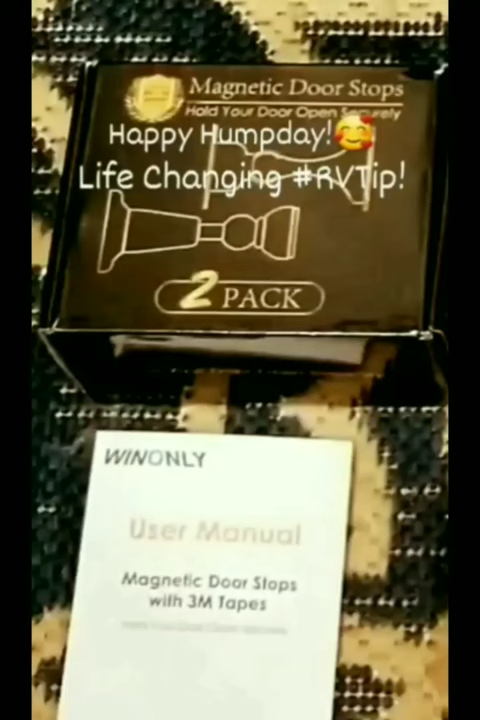 Magnetic Door Stops
Hold Your Door Open Securely
Happy Humpday!🥰
Life Changing #RVTip!
2 PACK
WINONLY
User Manual
Magnetic Door Stops
with 3M Tapes